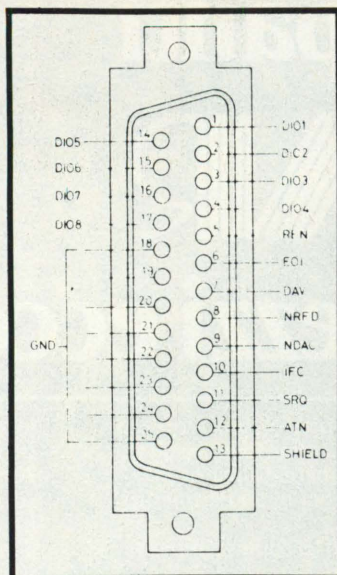 1
DIO1
14
DIO5
2
DIO2
15
DIO6
3
DIO3
16
DIO7
4
DIO4
17
DIO8
5
REN
18
6
EOI
19
7
DAV
20
8
NRFD
21
GND
9
NDAC
22
10
IFC
23
11
SRQ
24
12
ATN
25
13
SHIELD